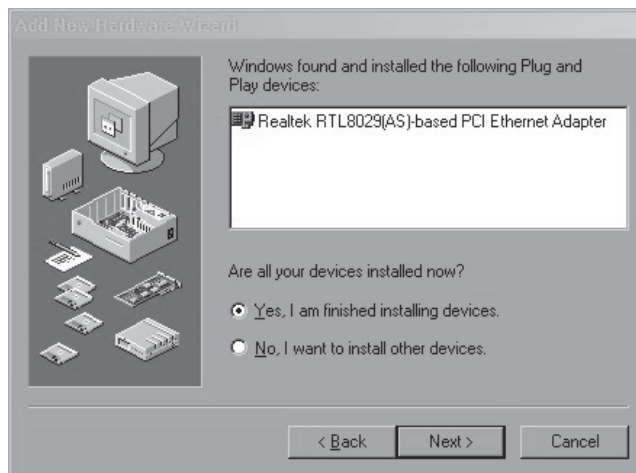 Add New Hardware Wizard
Windows found and installed the following Plug and
Play devices:
Realtek RTL8029(AS)-based PCI Ethernet Adapter
Are all your devices installed now?
Yes, I am finished installing devices.
No, I want to install other devices.
< Back
Next >
Cancel